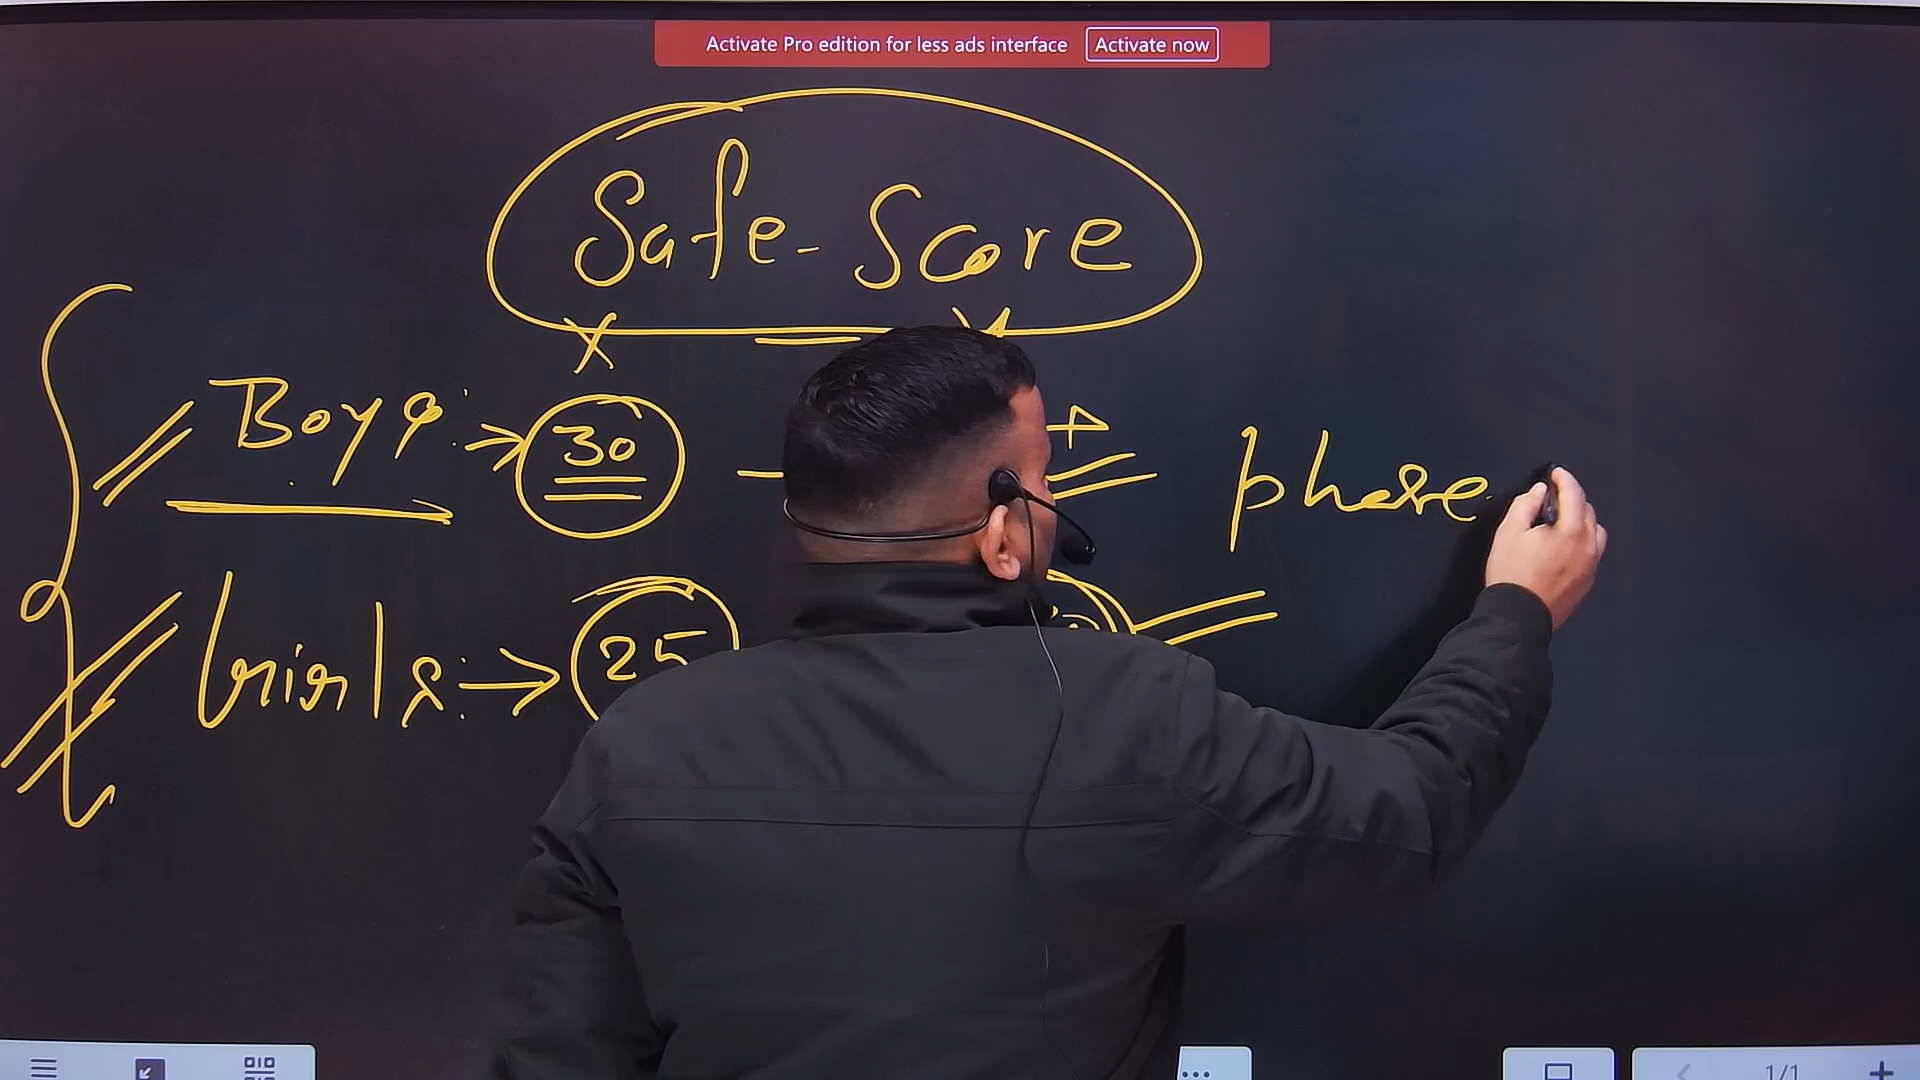 Activate Pro edition for less ads interface Activate now
Safe-Score
Boys: → 30 -
phase
Girls: → 25
1/1